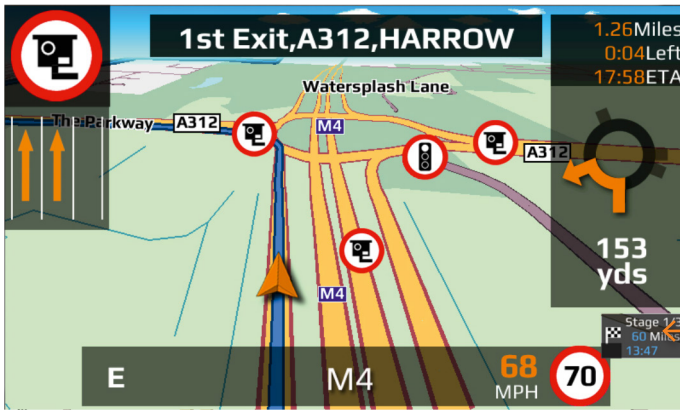 1st Exit,A312,HARROW
1.26Miles
0:04Left
17:58ETA
Watersplash Lane
The Parkway
A312
M4
A312
153
yds
M4
Stage 1/3
60 Miles
13:47
E
M4
68
MPH
70